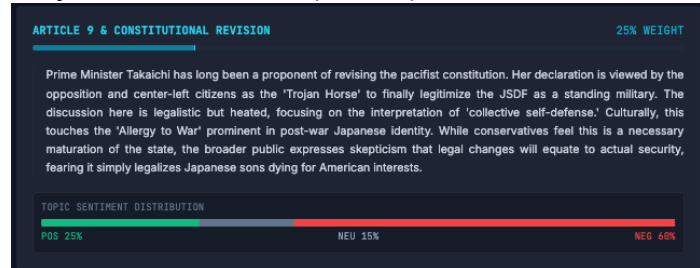 ARTICLE 9 & CONSTITUTIONAL REVISION 25% WEIGHT
Prime Minister Takaichi has long been a proponent of revising the pacifist constitution. Her declaration is viewed by the
opposition and center-left citizens as the 'Trojan Horse' to finally legitimize the JSDF as a standing military. The
discussion here is legalistic but heated, focusing on the interpretation of 'collective self-defense.' Culturally, this
touches the 'Allergy to War' prominent in post-war Japanese identity. While conservatives feel this is a necessary
maturation of the state, the broader public expresses skepticism that legal changes will equate to actual security,
fearing it simply legalizes Japanese sons dying for American interests.
TOPIC SENTIMENT DISTRIBUTION
POS 25% NEU 15% NEG 60%